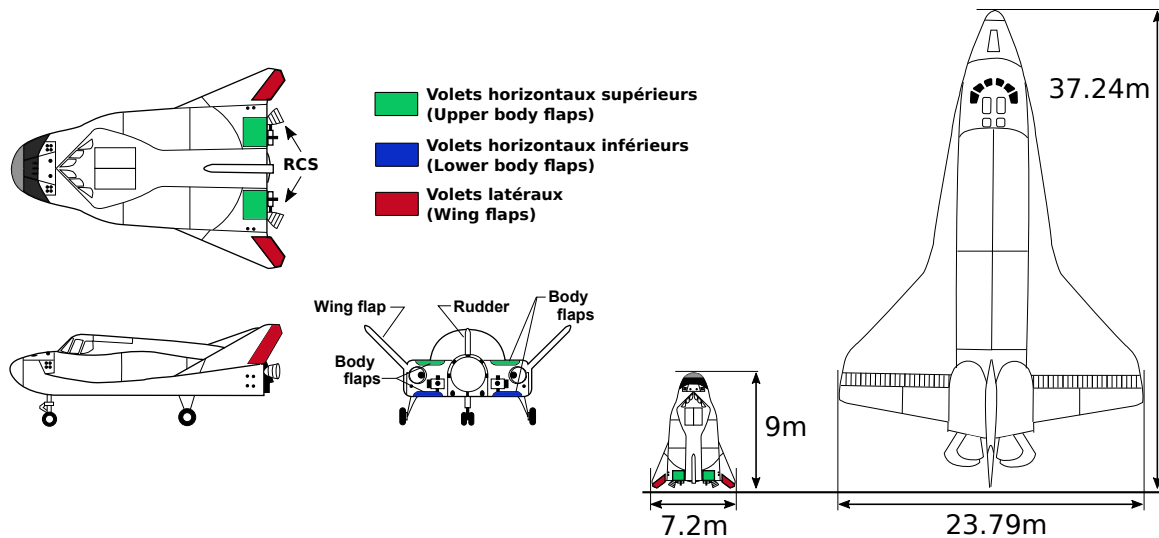 Volets horizontaux supérieurs
(Upper body flaps)
Volets horizontaux inférieurs
(Lower body flaps)
Volets latéraux
(Wing flaps)
RCS
Wing flap
Rudder
Body
flaps
Body
flaps
9m
7.2m
37.24m
23.79m